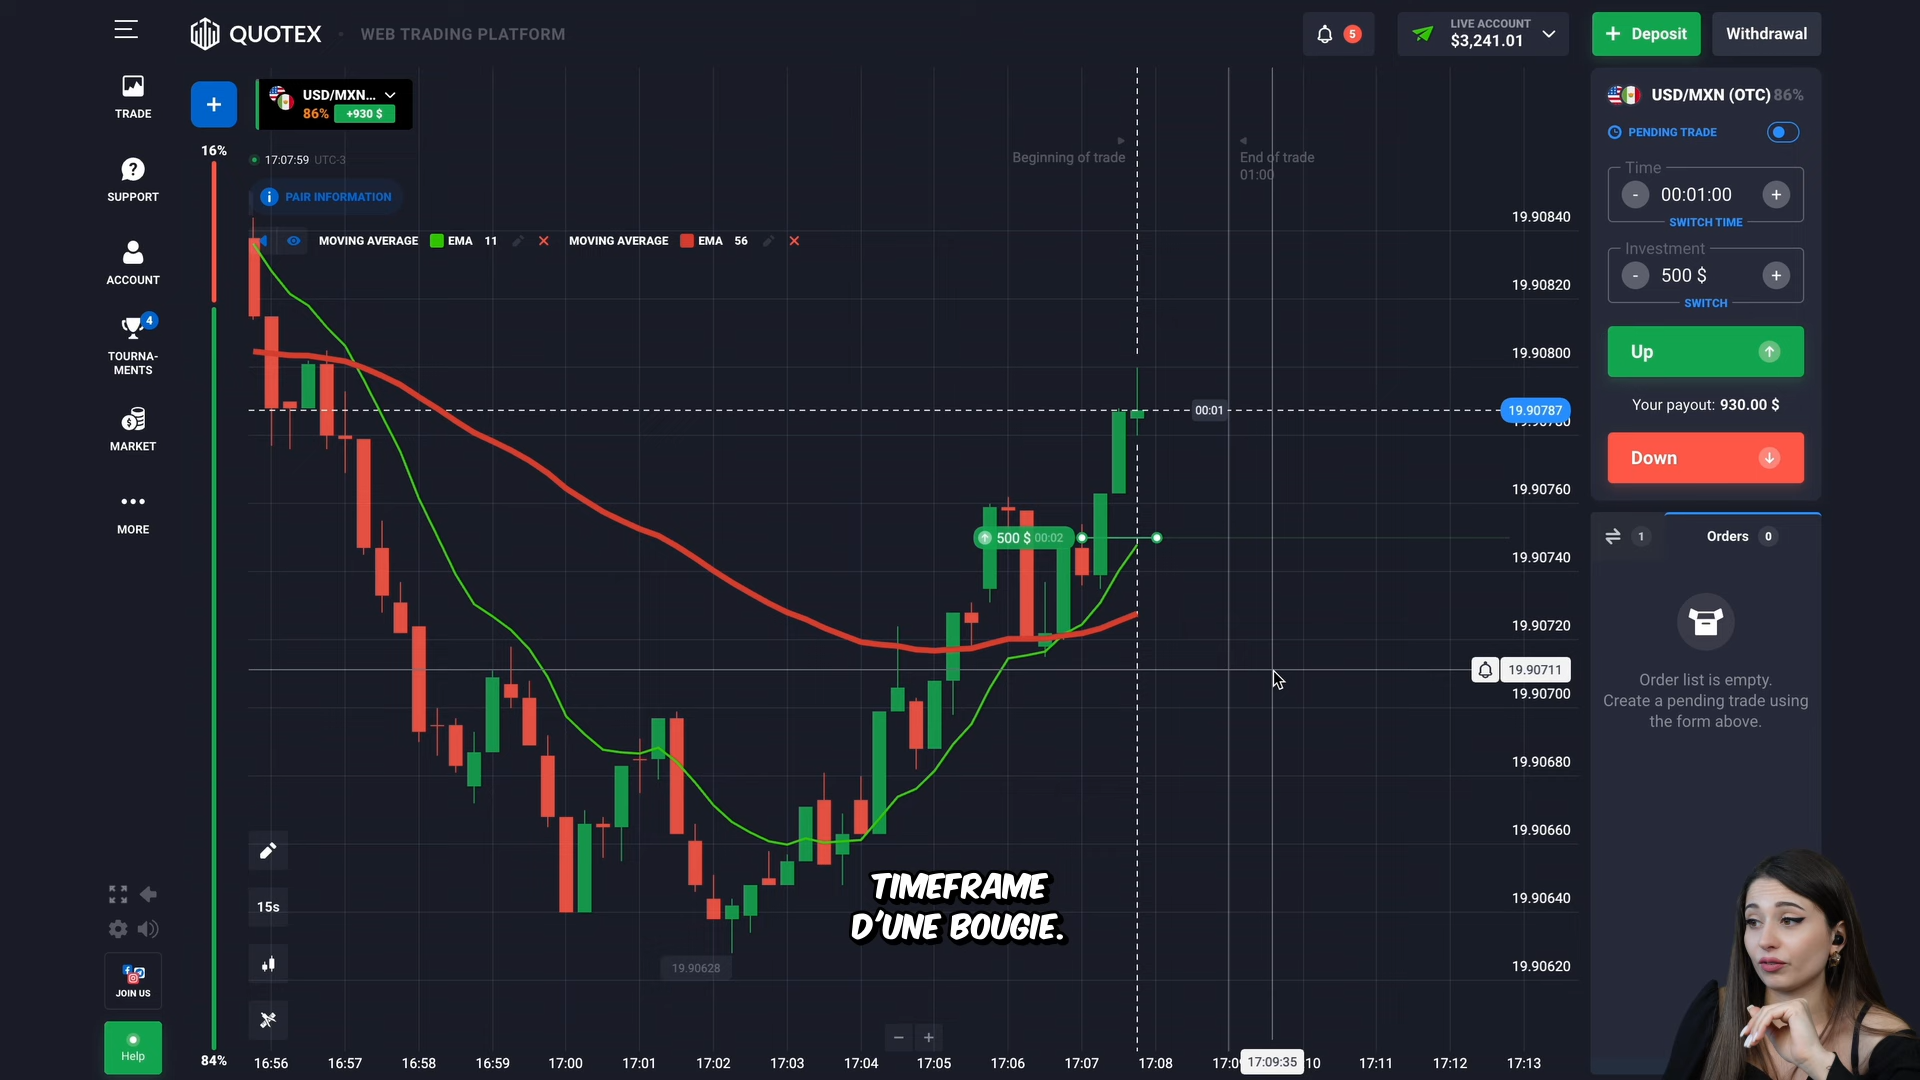 QUOTEX
WEB TRADING PLATFORM
5
LIVE ACCOUNT
$3,241.01
+ Deposit
Withdrawal
TRADE
SUPPORT
ACCOUNT
4
TOURNA-
MENTS
MARKET
MORE
JOIN US
Help
+
USD/MXN...
86% +930 $
16%
17:07:59 UTC-3
PAIR INFORMATION
MOVING AVERAGE EMA 11 MOVING AVERAGE EMA 56
Beginning of trade
End of trade
01:00
19.90840
19.90820
19.90800
00:01
19.90787
19.90780
19.90760
500 $ 00:02
19.90740
19.90720
19.90711
19.90700
19.90680
19.90660
19.90640
19.90620
19.90628
TIMEFRAME
D'UNE BOUGIE.
15s
84%
16:56 16:57 16:58 16:59 17:00 17:01 17:02 17:03 17:04 17:05 17:06 17:07 17:08 17:09:35 17:11 17:12 17:13
USD/MXN (OTC) 86%
PENDING TRADE
Time
- 00:01:00 +
SWITCH TIME
Investment
- 500 $ +
SWITCH
Up
Your payout: 930.00 $
Down
1
Orders 0
Order list is empty.
Create a pending trade using
the form above.